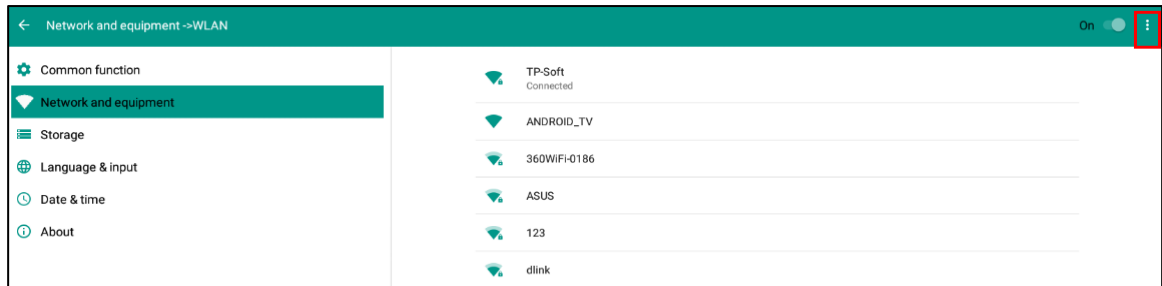 Network and equipment ->WLAN
On
Common function
Network and equipment
Storage
Language & input
Date & time
About
TP-Soft
Connected
ANDROID_TV
360WiFi-0186
ASUS
123
dlink